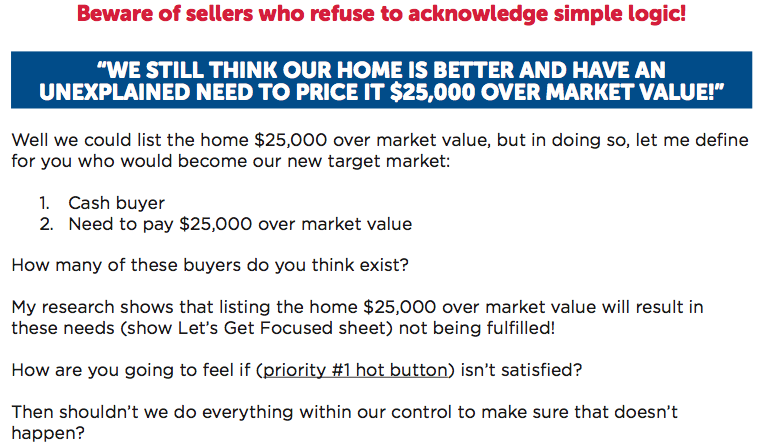 Beware of sellers who refuse to acknowledge simple logic!
“WE STILL THINK OUR HOME IS BETTER AND HAVE AN
UNEXPLAINED NEED TO PRICE IT $25,000 OVER MARKET VALUE!”
Well we could list the home $25,000 over market value, but in doing so, let me define
for you who would become our new target market:
1. Cash buyer
2. Need to pay $25,000 over market value
How many of these buyers do you think exist?
My research shows that listing the home $25,000 over market value will result in
these needs (show Let’s Get Focused sheet) not being fulfilled!
How are you going to feel if (priority #1 hot button) isn’t satisfied?
Then shouldn’t we do everything within our control to make sure that doesn’t
happen?